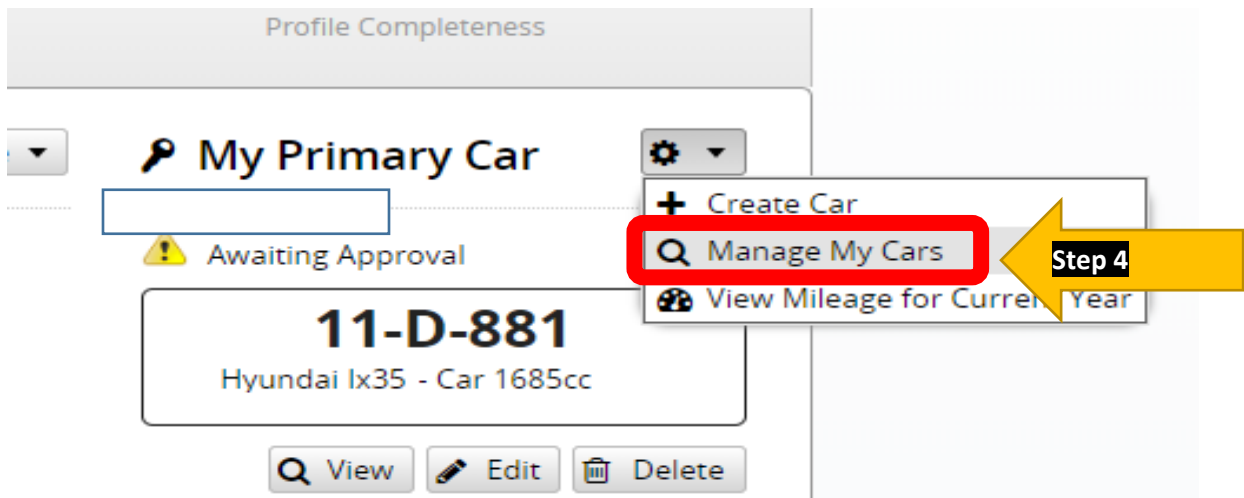 Profile Completeness
My Primary Car
Create Car
Awaiting Approval
Manage My Cars
Step 4
View Mileage for Curren Year
11-D-881
Hyundai Ix35 - Car 1685cc
View
Edit
Delete